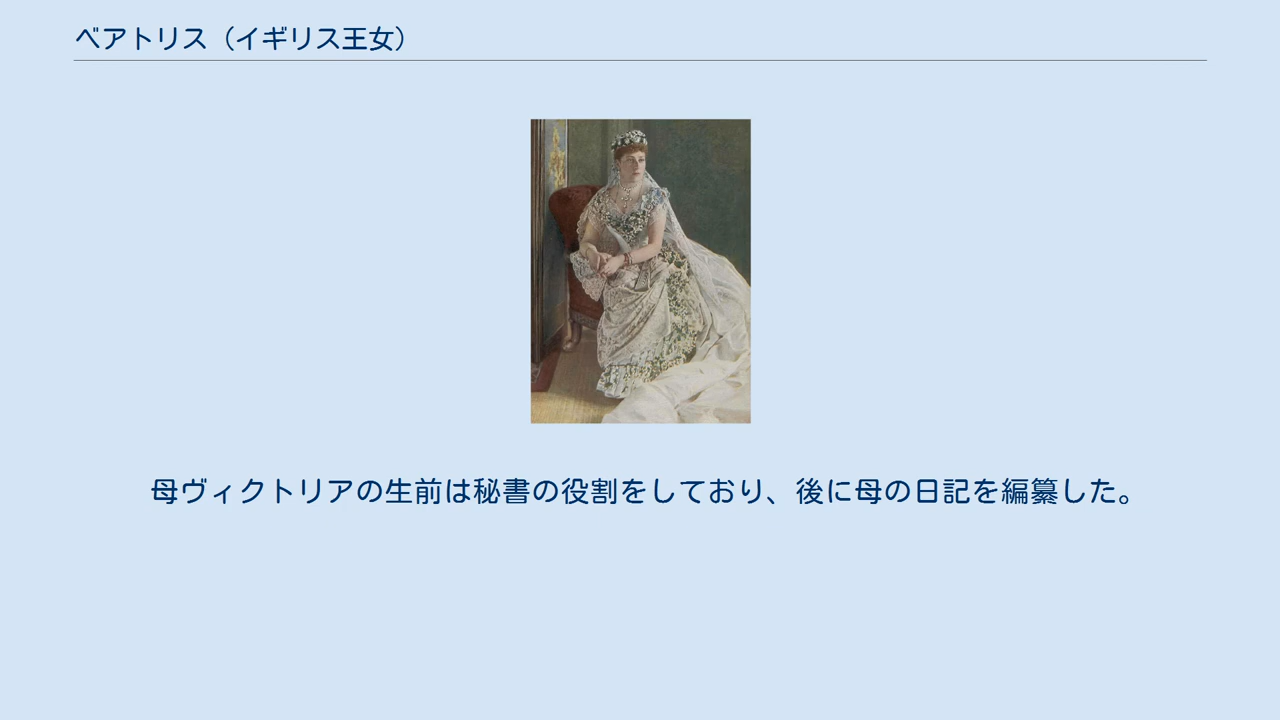 ベアトリス（イギリス王女）
母ヴィクトリアの生前は秘書の役割をしており、後に母の日記を編纂した。